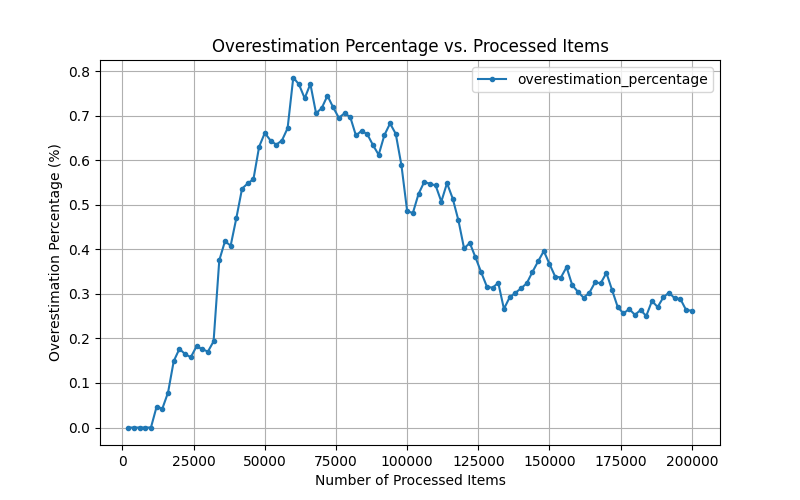 Overestimation Percentage vs. Processed Items
overestimation_percentage
Overestimation Percentage (%)
0.8
0.7
0.6
0.5
0.4
0.3
0.2
0.1
0.0
0 25000 50000 75000 100000 125000 150000 175000 200000
Number of Processed Items